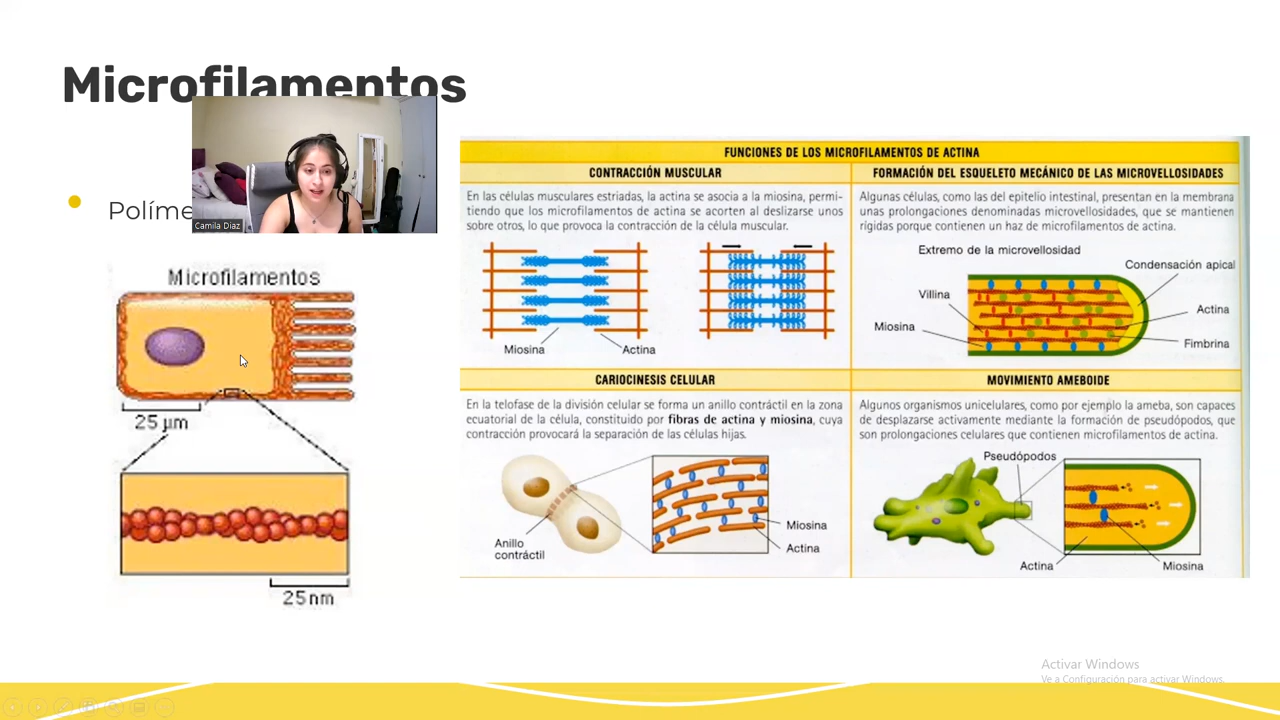 Microfilamentos
Políme
Camila Diaz
Microfilamentos
25 µm
25 nm
FUNCIONES DE LOS MICROFILAMENTOS DE ACTINA
CONTRACCIÓN MUSCULAR
En las células musculares estriadas, la actina se asocia a la miosina, permi-
tiendo que los microfilamentos de actina se acorten al deslizarse unos
sobre otros, lo que provoca la contracción de la célula muscular.
Miosina
Actina
FORMACIÓN DEL ESQUELETO MECÁNICO DE LAS MICROVELLOSIDADES
Algunas células, como las del epitelio intestinal, presentan en la membrana
unas prolongaciones denominadas microvellosidades, que se mantienen
rígidas porque contienen un haz de microfilamentos de actina.
Extremo de la microvellosidad
Condensación apical
Villina
Actina
Miosina
Fimbrina
CARIOCINESIS CELULAR
En la telofase de la división celular se forma un anillo contráctil en la zona
ecuatorial de la célula, constituido por fibras de actina y miosina, cuya
contracción provocará la separación de las células hijas.
Anillo
contráctil
Miosina
Actina
MOVIMIENTO AMEBOIDE
Algunos organismos unicelulares, como por ejemplo la ameba, son capaces
de desplazarse activamente mediante la formación de pseudópodos, que
son prolongaciones celulares que contienen microfilamentos de actina.
Pseudópodos
Actina
Miosina
Activar Windows
Ve a Configuración para activar Windows.